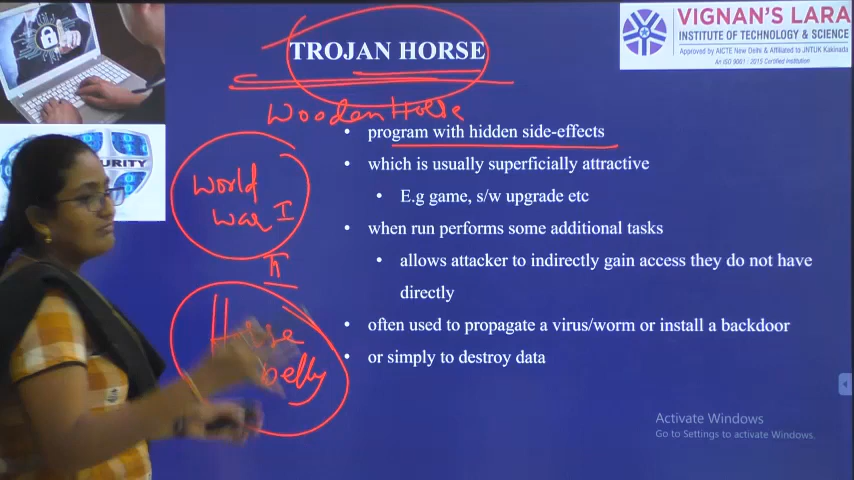 TROJAN HORSE
VIGNAN'S LARA
INSTITUTE OF TECHNOLOGY & SCIENCE
Approved by AICTE New Delhi & Affiliated to JNTUK Kakinada
An ISO 9001 : 2015 Certified Institution
Wooden Horse
• program with hidden side-effects
• which is usually superficially attractive
• E.g game, s/w upgrade etc
• when run performs some additional tasks
• allows attacker to indirectly gain access they do not have
directly
• often used to propagate a virus/worm or install a backdoor
• or simply to destroy data
URITY
World
War I
II
Horse
belly
Activate Windows
Go to Settings to activate Windows.